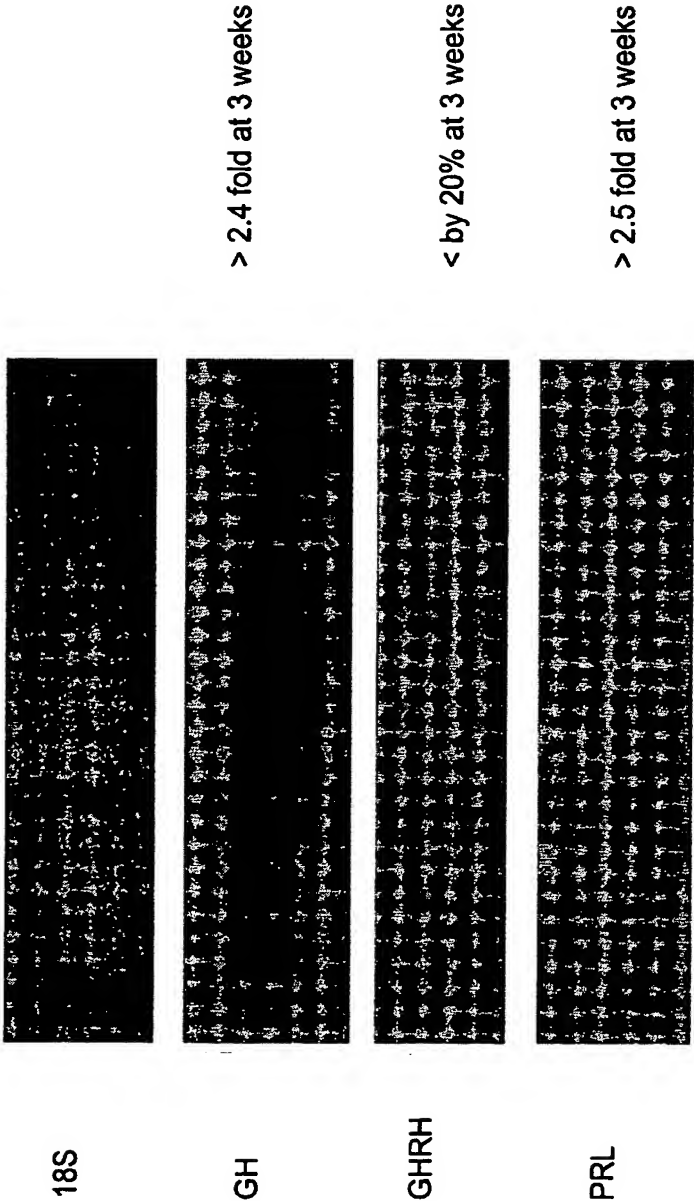 18S
GH > 2.4 fold at 3 weeks
GHRH < by 20% at 3 weeks
PRL > 2.5 fold at 3 weeks